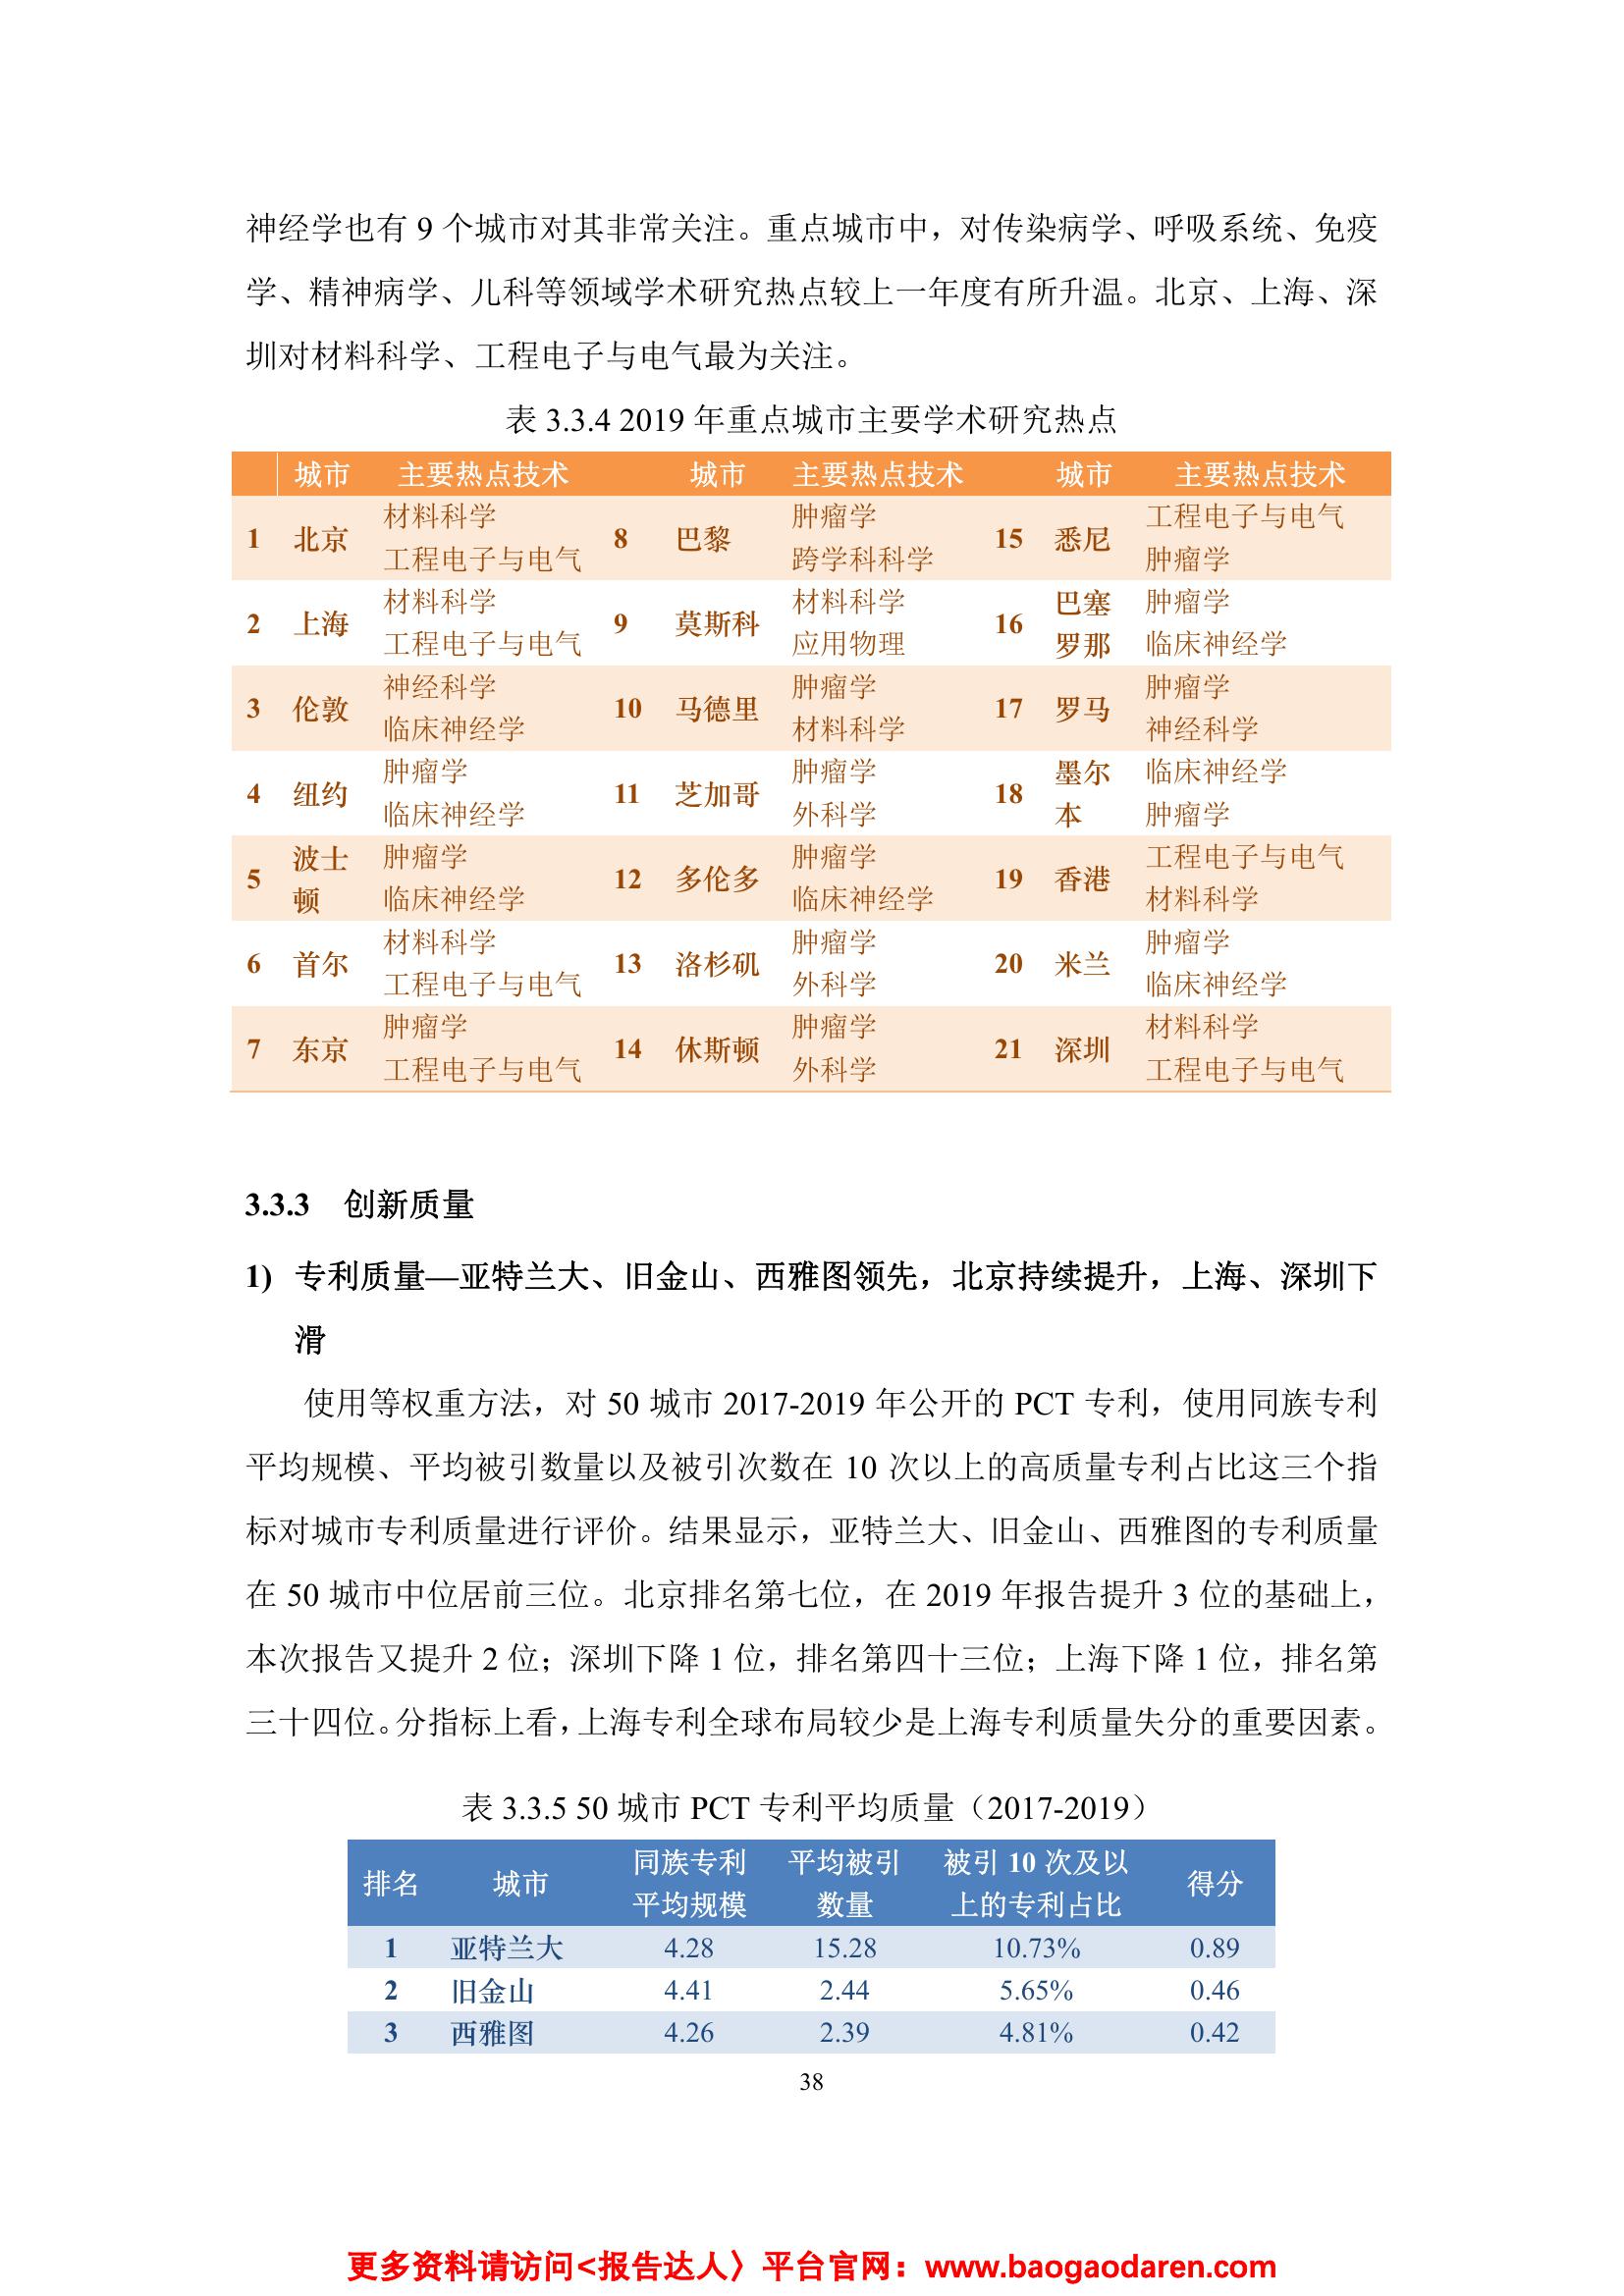 神经学也有 9 个城市对其非常关注。重点城市中，对传染病学、呼吸系统、免疫
学、精神病学、儿科等领域学术研究热点较上一年度有所升温。北京、上海、深
圳对材料科学、工程电子与电气最为关注。
表 3.3.4 2019 年重点城市主要学术研究热点
城市 主要热点技术 城市 主要热点技术 城市 主要热点技术
1 北京 材料科学 工程电子与电气 8 巴黎 肿瘤学 跨学科科学 15 悉尼 工程电子与电气 肿瘤学
2 上海 材料科学 工程电子与电气 9 莫斯科 材料科学 应用物理 16 巴塞罗那 肿瘤学 临床神经学
3 伦敦 神经科学 临床神经学 10 马德里 肿瘤学 材料科学 17 罗马 肿瘤学 神经科学
4 纽约 肿瘤学 临床神经学 11 芝加哥 肿瘤学 外科学 18 墨尔本 临床神经学 肿瘤学
5 波士顿 肿瘤学 临床神经学 12 多伦多 肿瘤学 临床神经学 19 香港 工程电子与电气 材料科学
6 首尔 材料科学 工程电子与电气 13 洛杉矶 肿瘤学 外科学 20 米兰 肿瘤学 临床神经学
7 东京 肿瘤学 工程电子与电气 14 休斯顿 肿瘤学 外科学 21 深圳 材料科学 工程电子与电气
3.3.3 创新质量
1) 专利质量—亚特兰大、旧金山、西雅图领先，北京持续提升，上海、深圳下
滑
使用等权重方法，对 50 城市 2017-2019 年公开的 PCT 专利，使用同族专利
平均规模、平均被引数量以及被引次数在 10 次以上的高质量专利占比这三个指
标对城市专利质量进行评价。结果显示，亚特兰大、旧金山、西雅图的专利质量
在 50 城市中位居前三位。北京排名第七位，在 2019 年报告提升 3 位的基础上，
本次报告又提升 2 位；深圳下降 1 位，排名第四十三位；上海下降 1 位，排名第
三十四位。分指标上看，上海专利全球布局较少是上海专利质量失分的重要因素。
表 3.3.5 50 城市 PCT 专利平均质量（2017-2019）
排名 城市 同族专利平均规模 平均被引数量 被引 10 次及以上的专利占比 得分
1 亚特兰大 4.28 15.28 10.73% 0.89
2 旧金山 4.41 2.44 5.65% 0.46
3 西雅图 4.26 2.39 4.81% 0.42
38
更多资料请访问<报告达人〉平台官网：www.baogaodaren.com